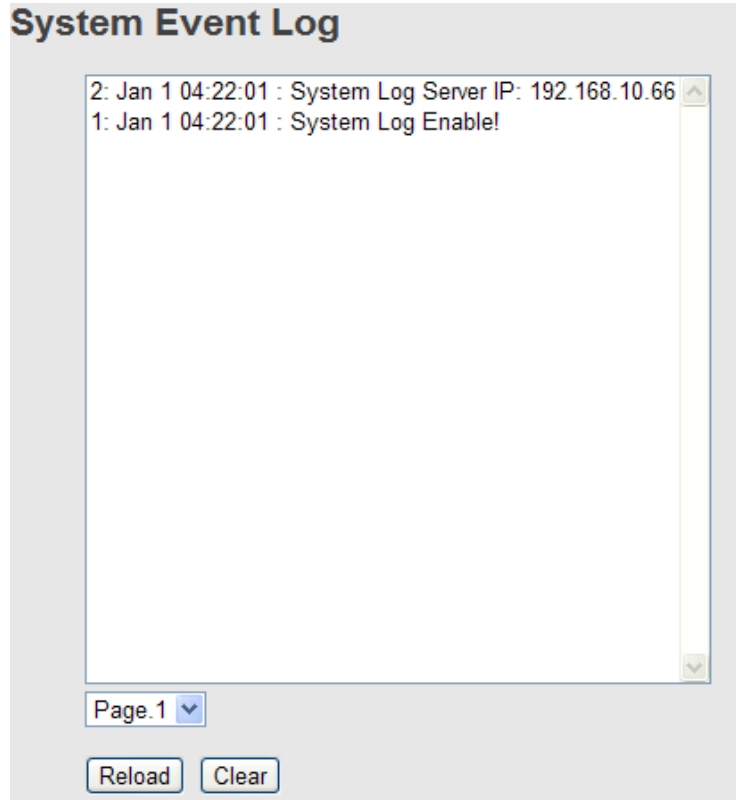 System Event Log
2: Jan 1 04:22:01 : System Log Server IP: 192.168.10.66
1: Jan 1 04:22:01 : System Log Enable!
Page.1
Reload Clear